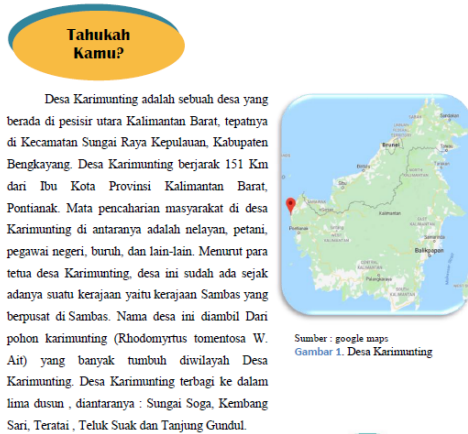 Tahukah
Kamu?
Desa Karimunting adalah sebuah desa yang
berada di pesisir utara Kalimantan Barat, tepatnya
di Kecamatan Sungai Raya Kepulauan, Kabupaten
Bengkayang. Desa Karimunting berjarak 151 Km
dari Ibu Kota Provinsi Kalimantan Barat,
Pontianak. Mata pencaharian masyarakat di desa
Karimunting di antaranya adalah nelayan, petani,
pegawai negeri, buruh, dan lain-lain. Menurut para
tetua desa Karimunting, desa ini sudah ada sejak
adanya suatu kerajaan yaitu kerajaan Sambas yang
berpusat di Sambas. Nama desa ini diambil Dari
pohon karimunting (Rhodomyrtus tomentosa W.
Ait) yang banyak tumbuh diwilayah Desa
Karimunting. Desa Karimunting terbagi ke dalam
lima dusun , diantaranya : Sungai Soga, Kembang
Sari, Teratai , Teluk Suak dan Tanjung Gundul.
Brunei
Sibu
Kalimantan
Pontianak
Samarinda
Balikpapan
Sumber : google maps
Gambar 1. Desa Karimunting